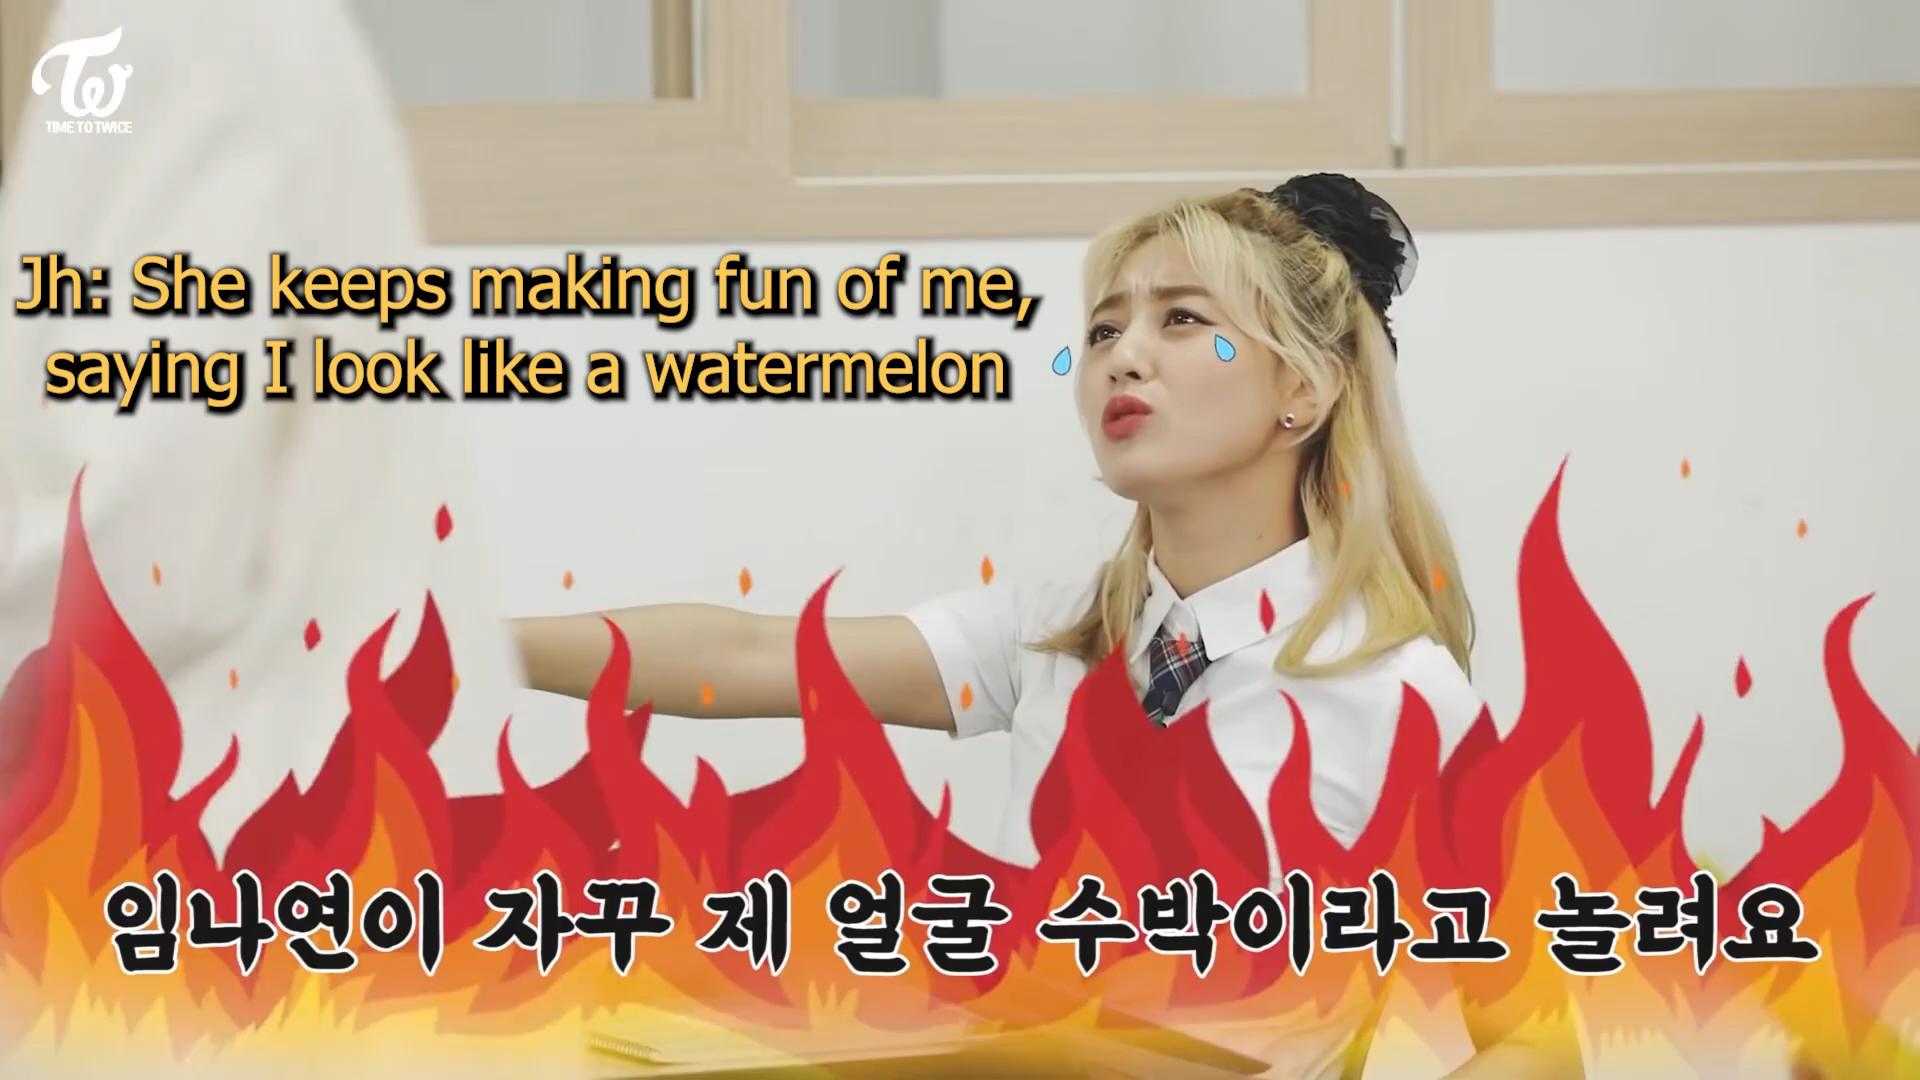 TW
TIME TO TWICE
Jh: She keeps making fun of me,
saying I look like a watermelon
임나연이 자꾸 제 얼굴 수박이라고 놀려요